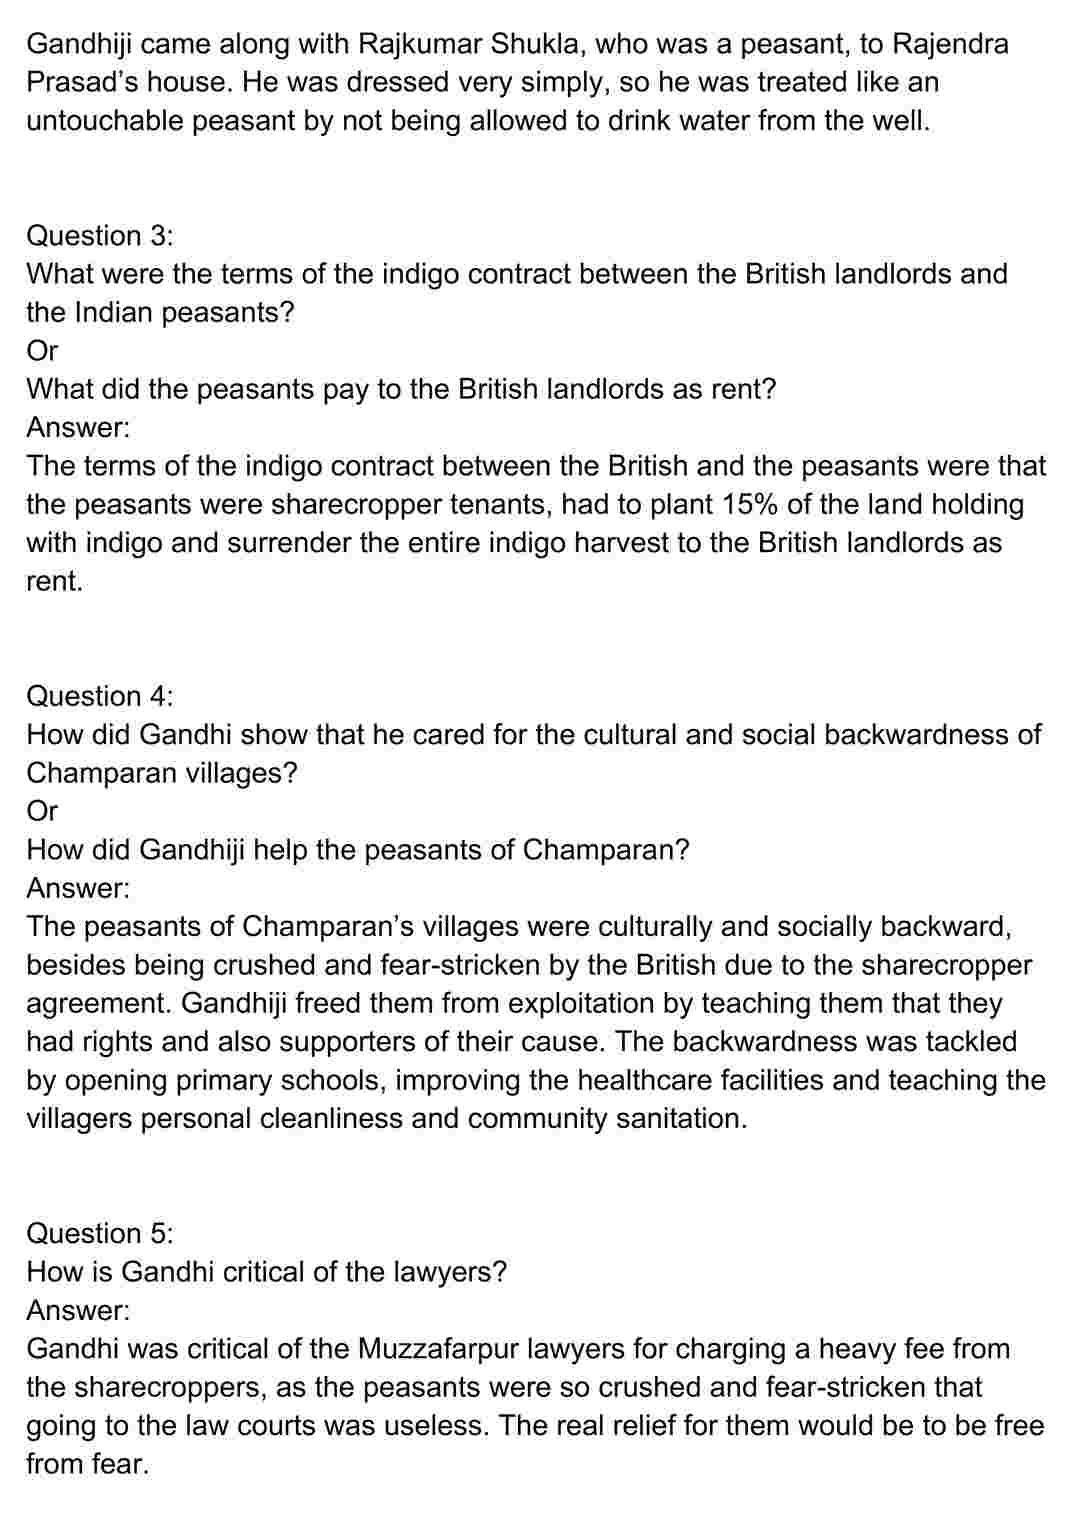 Gandhiji came along with Rajkumar Shukla, who was a peasant, to Rajendra
Prasad’s house. He was dressed very simply, so he was treated like an
untouchable peasant by not being allowed to drink water from the well.
Question 3:
What were the terms of the indigo contract between the British landlords and
the Indian peasants?
Or
What did the peasants pay to the British landlords as rent?
Answer:
The terms of the indigo contract between the British and the peasants were that
the peasants were sharecropper tenants, had to plant 15% of the land holding
with indigo and surrender the entire indigo harvest to the British landlords as
rent.
Question 4:
How did Gandhi show that he cared for the cultural and social backwardness of
Champaran villages?
Or
How did Gandhiji help the peasants of Champaran?
Answer:
The peasants of Champaran’s villages were culturally and socially backward,
besides being crushed and fear-stricken by the British due to the sharecropper
agreement. Gandhiji freed them from exploitation by teaching them that they
had rights and also supporters of their cause. The backwardness was tackled
by opening primary schools, improving the healthcare facilities and teaching the
villagers personal cleanliness and community sanitation.
Question 5:
How is Gandhi critical of the lawyers?
Answer:
Gandhi was critical of the Muzzafarpur lawyers for charging a heavy fee from
the sharecroppers, as the peasants were so crushed and fear-stricken that
going to the law courts was useless. The real relief for them would be to be free
from fear.